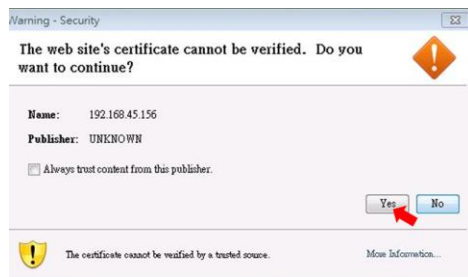 Warning - Security
The web site's certificate cannot be verified. Do you
want to continue?
Name: 192.168.45.156
Publisher: UNKNOWN
Always trust content from this publisher.
Yes No
The certificate cannot be verified by a trusted source.
More Information...